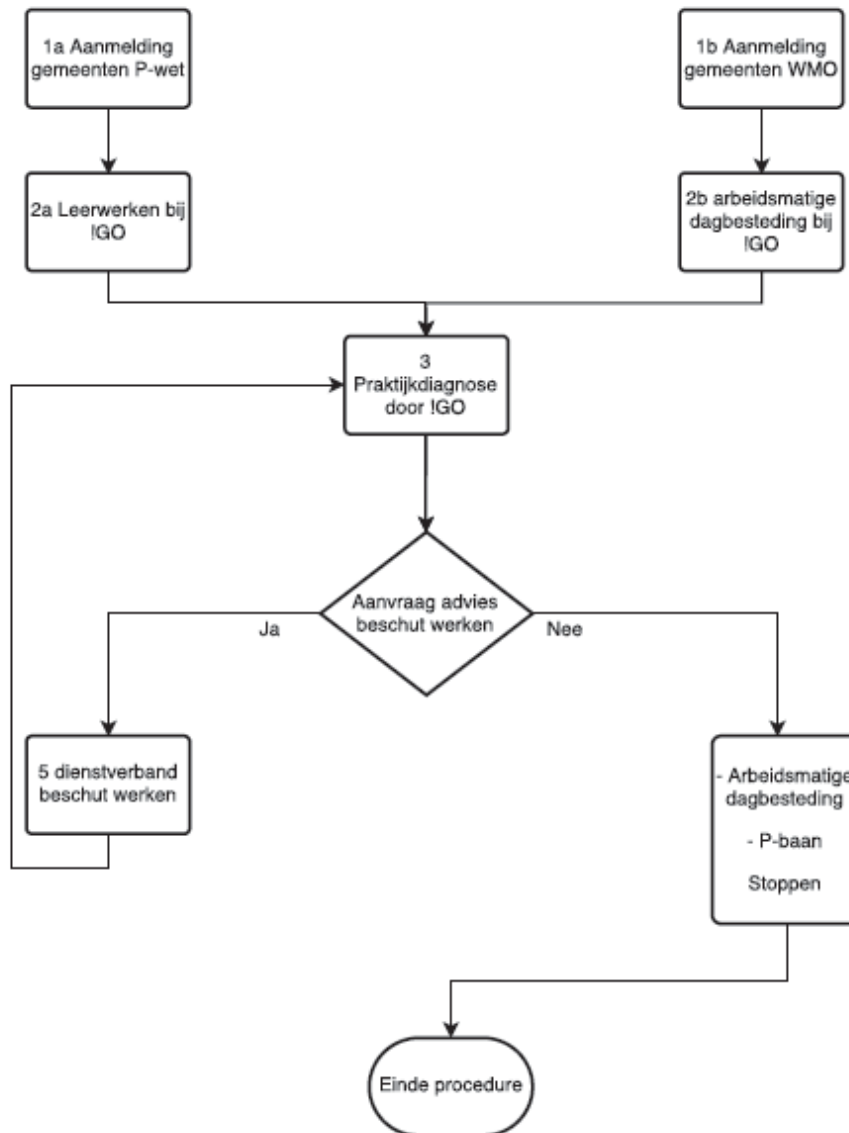 1a Aanmelding
gemeenten P-wet
1b Aanmelding
gemeenten WMO
2a Leerwerken bij
!GO
2b arbeidsmatige
dagbesteding bij
!GO
3
Praktijkdiagnose
door !GO
Aanvraag advies
beschut werken
Ja
Nee
5 dienstverband
beschut werken
- Arbeidsmatige
dagbesteding
- P-baan
Stoppen
Einde procedure